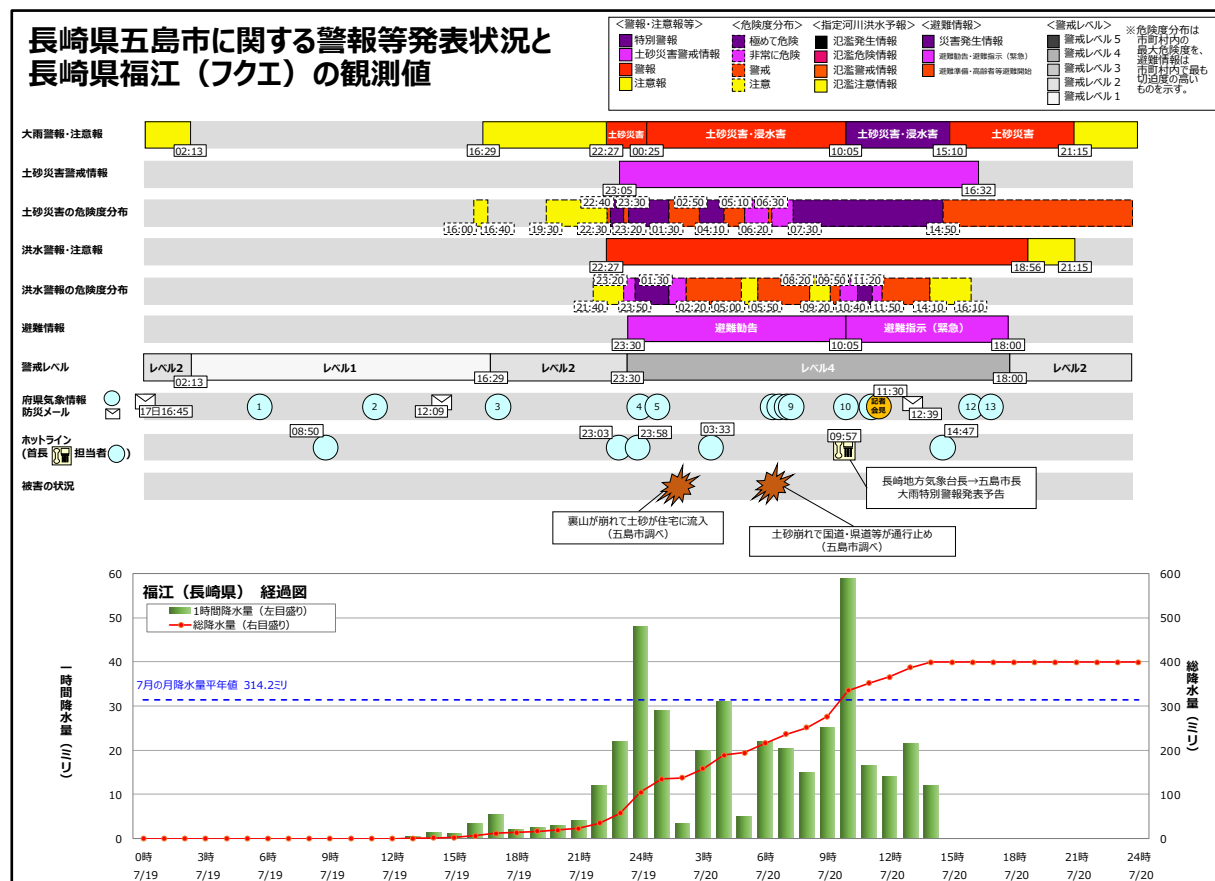 長崎県五島市に関する警報等発表状況と
長崎県福江（フクエ）の観測値
＜警報・注意報等＞
特別警報
土砂災害警戒情報
警報
注意報
＜危険度分布＞
極めて危険
非常に危険
警戒
注意
＜指定河川洪水予報＞
氾濫発生情報
氾濫危険情報
氾濫警戒情報
氾濫注意情報
＜避難情報＞
災害発生情報
避難勧告・避難指示（緊急）
避難準備・高齢者等避難開始
＜警戒レベル＞
警戒レベル５
警戒レベル４
警戒レベル３
警戒レベル２
警戒レベル１
※危険度分布は
市町村内の
最大危険度を、
避難情報は
市町村内で最も
切迫度の高い
ものを示す。
大雨警報・注意報
土砂災害 土砂災害・浸水害 土砂災害・浸水害 土砂災害
02:13 16:29 22:27 00:25 10:05 15:10 21:15
土砂災害警戒情報
23:05 16:32
土砂災害の危険度分布
22:40 23:30 02:50 05:10 06:30
16:00 16:40 19:30 22:30 23:20 01:30 04:10 06:20 07:30 14:50
洪水警報・注意報
22:27 18:56 21:15
洪水警報の危険度分布
23:20 01:30 08:20 09:50 11:20
21:40 23:50 02:20 05:00 05:50 09:20 10:40 11:50 14:10 16:10
避難情報
避難勧告 避難指示（緊急）
23:30 10:05 18:00
警戒レベル
レベル2 レベル1 レベル2 レベル4 レベル2
02:13 16:29 23:30 18:00
府県気象情報
防災メール
1 2 3 4 5 9 10 記者会見 12 13
17日16:45 12:09 11:30 12:39
ホットライン
(首長 担当者 )
08:50 23:03 23:58 03:33 09:57 14:47
長崎地方気象台長→五島市長
大雨特別警報発表予告
被害の状況
裏山が崩れて土砂が住宅に流入
（五島市調べ）
土砂崩れで国道・県道等が通行止め
（五島市調べ）
福江（長崎県） 経過図
1時間降水量（左目盛り）
総降水量（右目盛り）
7月の月降水量平年値 314.2ミリ
一時間降水量（ミリ）
60
50
40
30
20
10
0
総降水量（ミリ）
600
500
400
300
200
100
0
0時 3時 6時 9時 12時 15時 18時 21時 24時 3時 6時 9時 12時 15時 18時 21時 24時
7/19 7/19 7/19 7/19 7/19 7/19 7/19 7/19 7/19 7/20 7/20 7/20 7/20 7/20 7/20 7/20 7/20